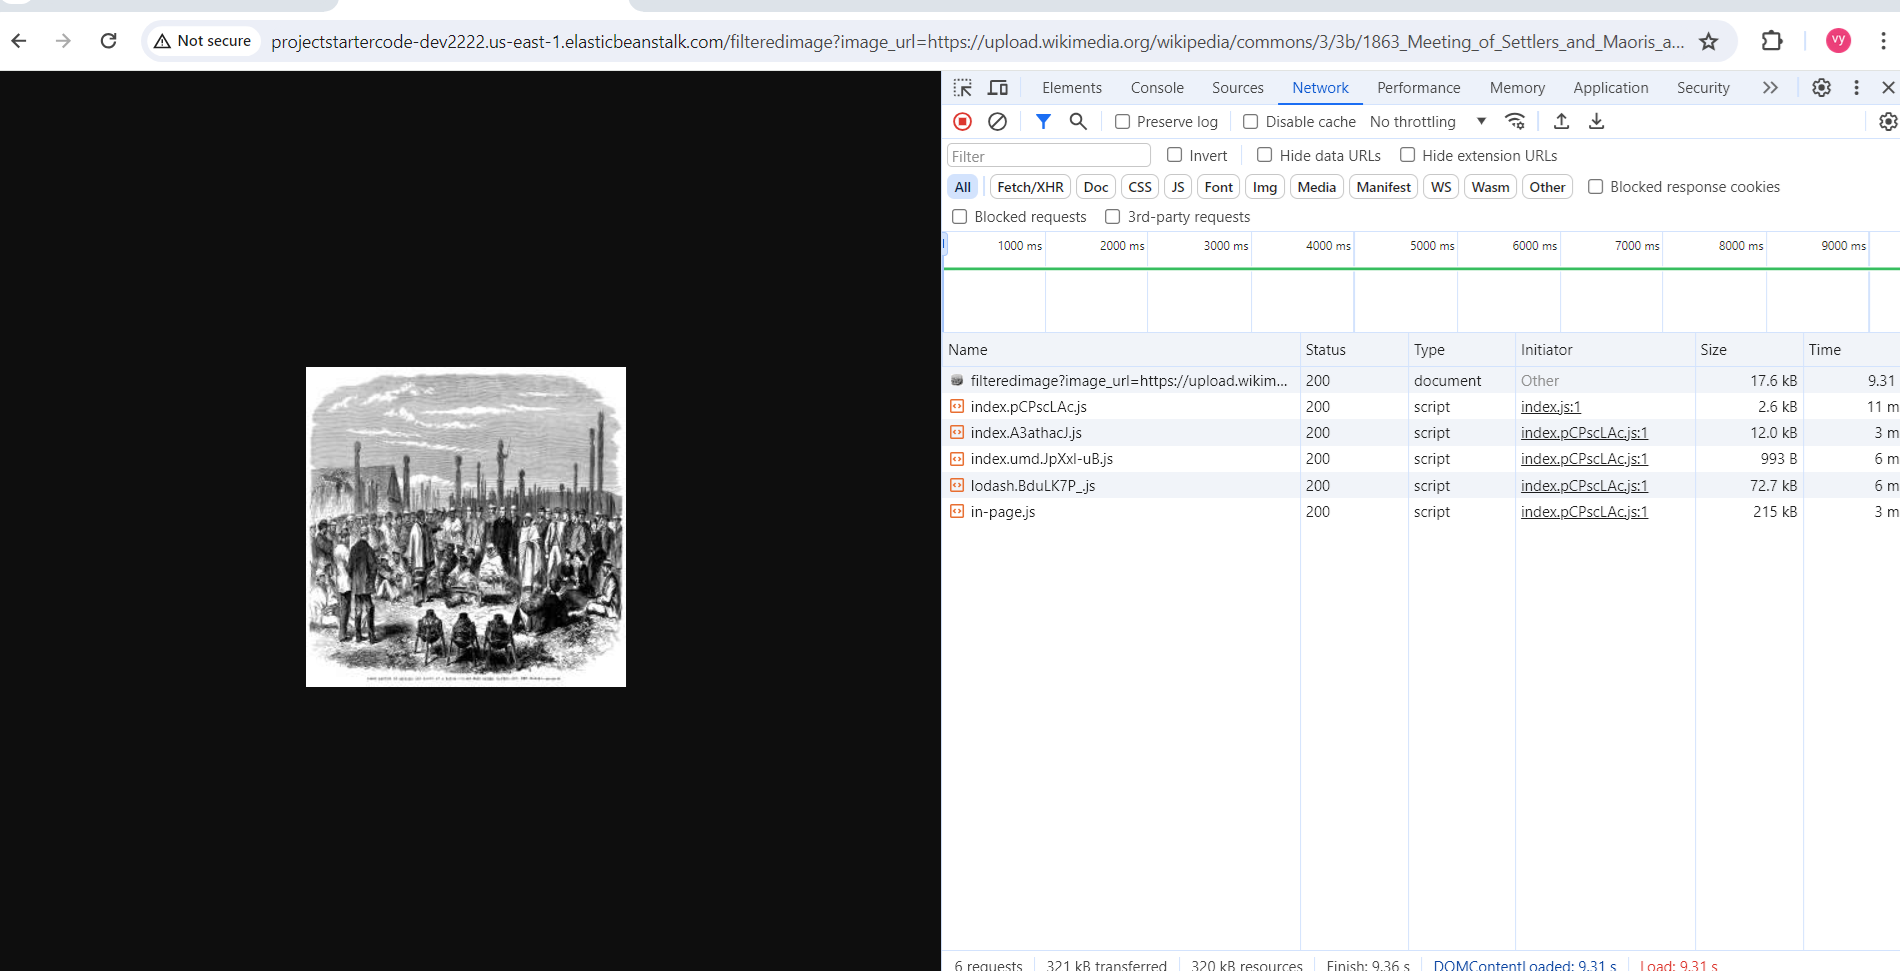 Not secure projectstartercode-dev2222.us-east-1.elasticbeanstalk.com/filteredimage?image_url=https://upload.wikimedia.org/wikipedia/commons/3/3b/1863_Meeting_of_Settlers_and_Maoris_a... vy
Elements Console Sources Network Performance Memory Application Security
Preserve log Disable cache No throttling
Filter Invert Hide data URLs Hide extension URLs
All Fetch/XHR Doc CSS JS Font Img Media Manifest WS Wasm Other Blocked response cookies
Blocked requests 3rd-party requests
1000 ms 2000 ms 3000 ms 4000 ms 5000 ms 6000 ms 7000 ms 8000 ms 9000 ms
Name Status Type Initiator Size Time
filteredimage?image_url=https://upload.wikim... 200 document Other 17.6 kB 9.31
index.pCPscLAc.js 200 script index.js:1 2.6 kB 11 m
index.A3athacJ.js 200 script index.pCPscLAc.js:1 12.0 kB 3 m
index.umd.JpXxI-uB.js 200 script index.pCPscLAc.js:1 993 B 6 m
lodash.BduLK7P_.js 200 script index.pCPscLAc.js:1 72.7 kB 6 m
in-page.js 200 script index.pCPscLAc.js:1 215 kB 3 m
6 requests 321 kB transferred 320 kB resources Finish: 9.36 s DOMContentLoaded: 9.31 s Load: 9.31 s